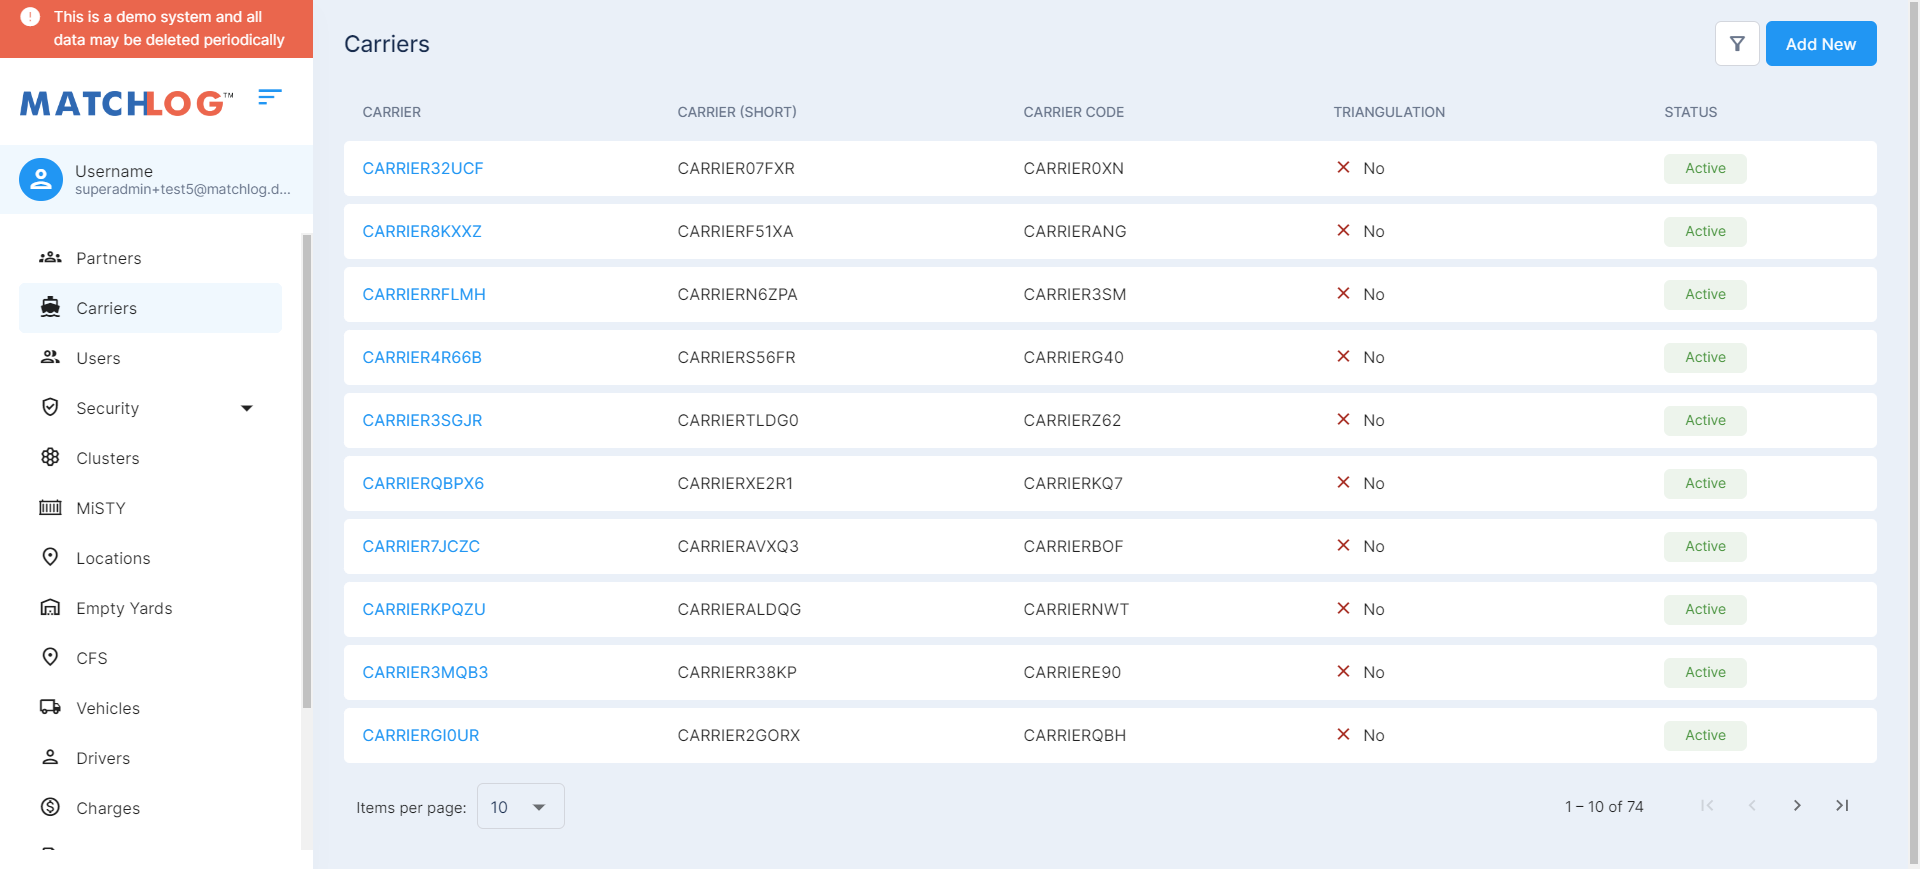 This is a demo system and all
data may be deleted periodically
MATCHLOG™
Username
superadmin+test5@matchlog.d...
Partners
Carriers
Users
Security
Clusters
MiSTY
Locations
Empty Yards
CFS
Vehicles
Drivers
Charges
Carriers
Add New
CARRIER CARRIER (SHORT) CARRIER CODE TRIANGULATION STATUS
CARRIER32UCF CARRIER07FXR CARRIER0XN No Active
CARRIER8KXXZ CARRIERF51XA CARRIERANG No Active
CARRIERRFLMH CARRIERN6ZPA CARRIER3SM No Active
CARRIER4R66B CARRIERS56FR CARRIERG40 No Active
CARRIER3SGJR CARRIERTLDG0 CARRIERZ62 No Active
CARRIERQBPX6 CARRIERXE2R1 CARRIERKQ7 No Active
CARRIER7JCZC CARRIERAVXQ3 CARRIERBOF No Active
CARRIERKPQZU CARRIERALDQG CARRIERNWT No Active
CARRIER3MQB3 CARRIERR38KP CARRIERE90 No Active
CARRIERGI0UR CARRIER2GORX CARRIERQBH No Active
Items per page: 10
1 – 10 of 74